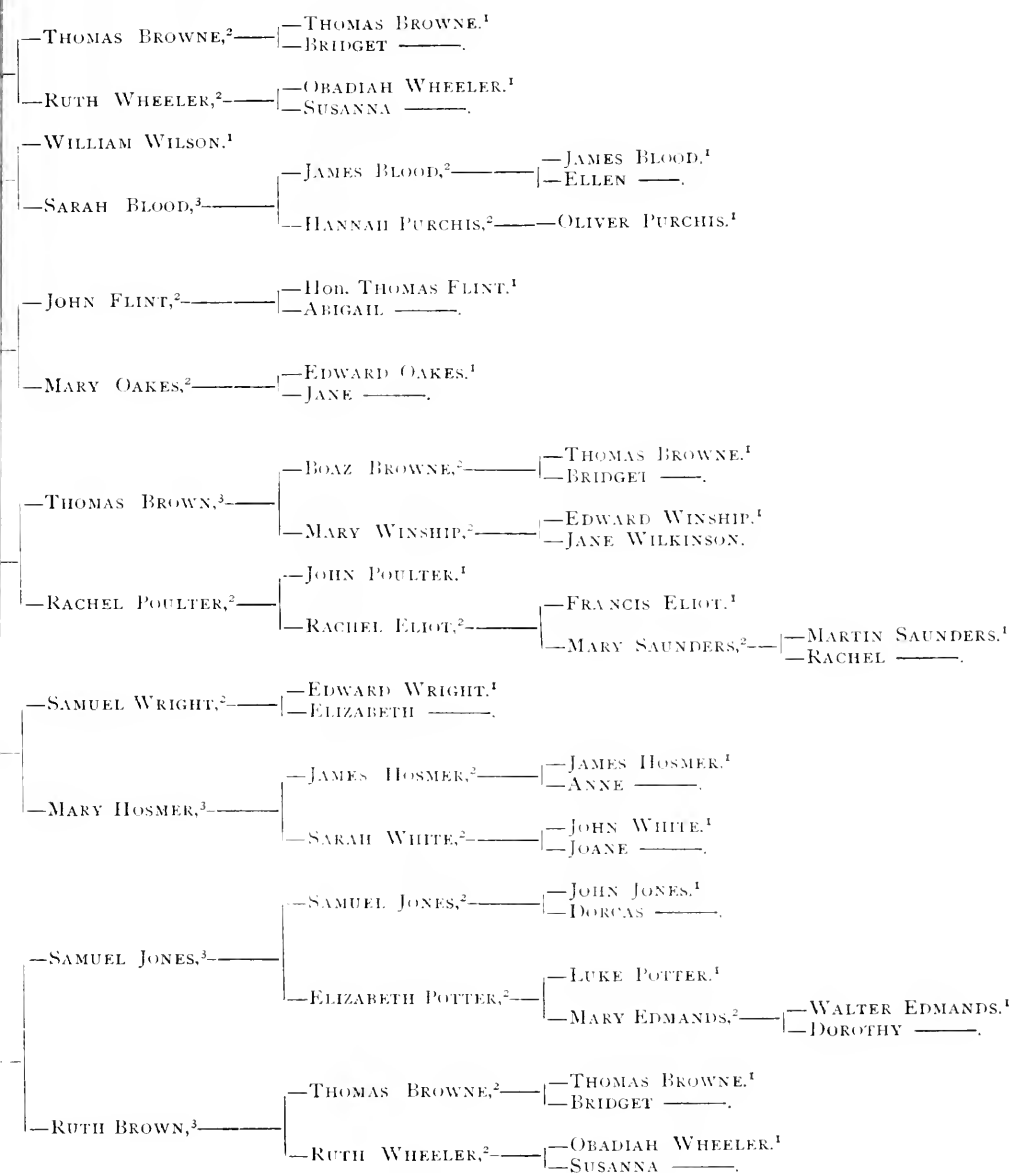 THOMAS BROWNE.¹
THOMAS BROWNE,²
BRIDGET ———.
OBADIAH WHEELER.¹
RUTH WHEELER,²
SUSANNA ———.
WILLIAM WILSON.¹
JAMES BLOOD.¹
JAMES BLOOD,²
ELLEN ———.
SARAH BLOOD,³
HANNAH PURCHIS,² OLIVER PURCHIS.¹
Hon. THOMAS FLINT.¹
JOHN FLINT,²
ABIGAIL ———.
EDWARD OAKES.¹
MARY OAKES,²
JANE ———.
THOMAS BROWNE.¹
BOAZ BROWNE,²
BRIDGET ———.
THOMAS BROWN,³
EDWARD WINSHIP.¹
MARY WINSHIP,²
JANE WILKINSON.
JOHN POULTER.¹
RACHEL POULTER,²
FRANCIS ELIOT.¹
RACHEL ELIOT,²
MARTIN SAUNDERS.¹
MARY SAUNDERS,²
RACHEL ———.
EDWARD WRIGHT.¹
SAMUEL WRIGHT,²
ELIZABETH ———.
JAMES HOSMER.¹
JAMES HOSMER,²
ANNE ———.
MARY HOSMER,³
JOHN WHITE.¹
SARAH WHITE,²
JOANE ———.
JOHN JONES.¹
SAMUEL JONES,²
DORCAS ———.
SAMUEL JONES,³
LUKE POTTER.¹
ELIZABETH POTTER,²
WALTER EDMANDS.¹
MARY EDMANDS,²
DOROTHY ———.
THOMAS BROWNE.¹
THOMAS BROWNE,²
BRIDGET ———.
RUTH BROWN,³
OBADIAH WHEELER.¹
RUTH WHEELER,²
SUSANNA ———.